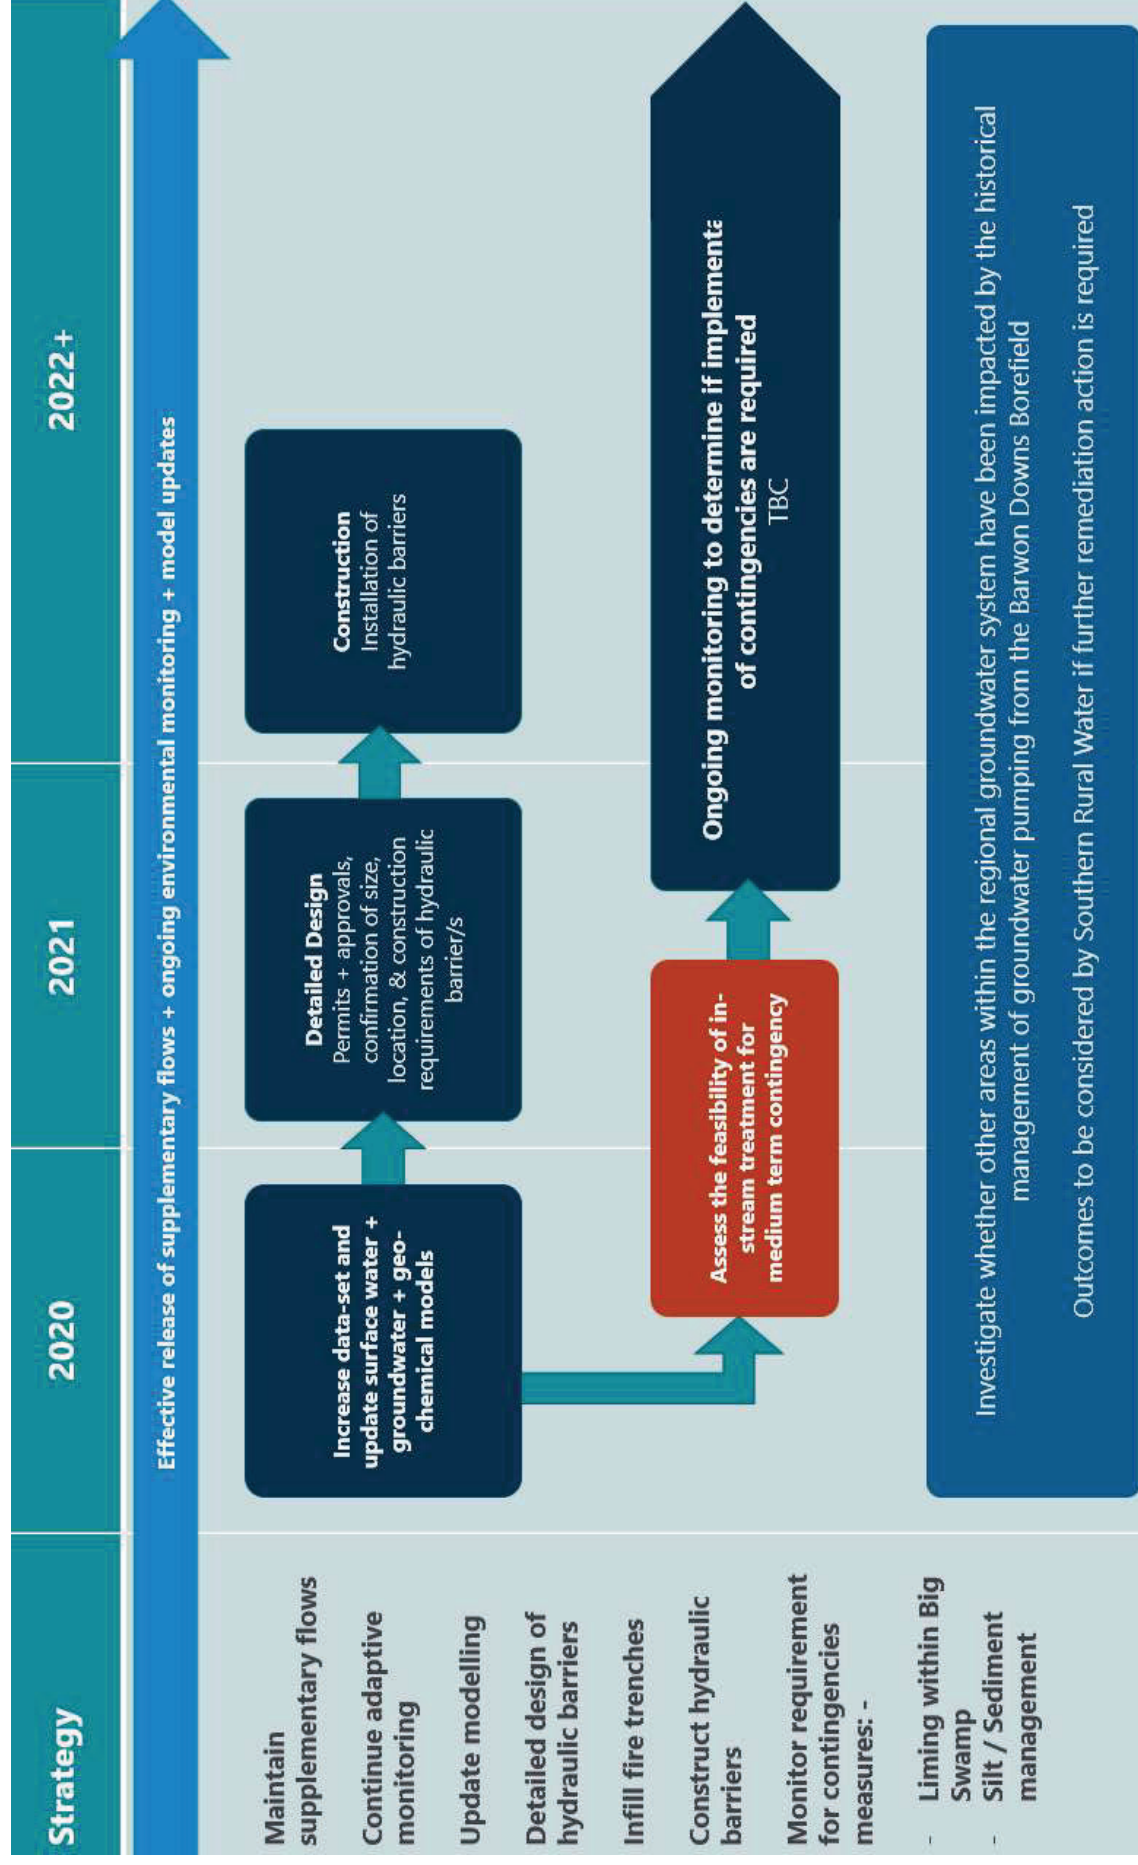 Strategy
2020
2021
2022+
Effective release of supplementary flows + ongoing environmental monitoring + model updates
Maintain
supplementary flows
Continue adaptive
monitoring
Update modelling
Detailed design of
hydraulic barriers
Infill fire trenches
Construct hydraulic
barriers
Monitor requirement
for contingencies
measures: -
- Liming within Big
Swamp
- Silt / Sediment
management
Increase data-set and
update surface water +
groundwater + geo-
chemical models
Detailed Design
Permits + approvals,
confirmation of size,
location, & construction
requirements of hydraulic
barrier/s
Construction
Installation of
hydraulic barriers
Assess the feasibility of in-
stream treatment for
medium term contingency
Ongoing monitoring to determine if implementa
of contingencies are required
TBC
Investigate whether other areas within the regional groundwater system have been impacted by the historical
management of groundwater pumping from the Barwon Downs Borefield
Outcomes to be considered by Southern Rural Water if further remediation action is required